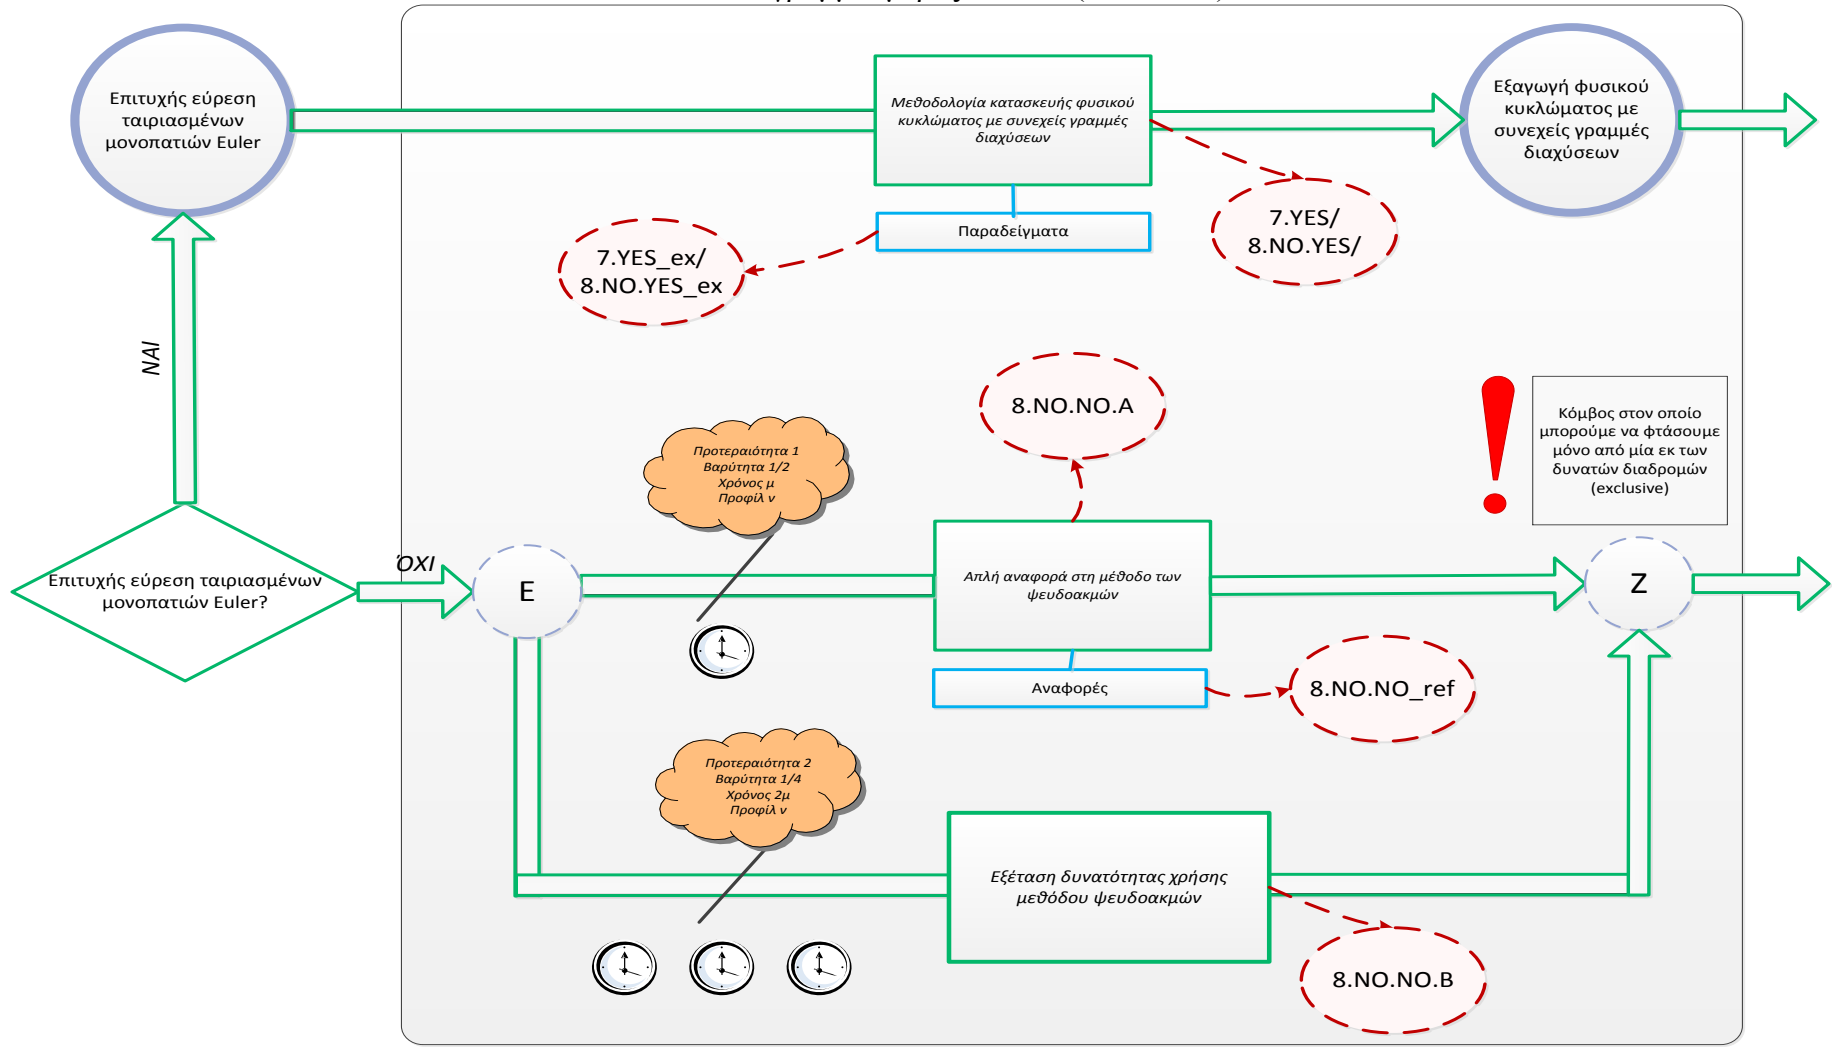 Επιτυχής εύρεση
ταιριασμένων
μονοπατιών Euler
Μεθοδολογία κατασκευής φυσικού
κυκλώματος με συνεχείς γραμμές
διαχύσεων
Εξαγωγή φυσικού
κυκλώματος με
συνεχείς γραμμές
διαχύσεων
Παραδείγματα
7.YES/
8.NO.YES/
7.YES_ex/
8.NO.YES_ex
ΝΑΙ
8.NO.NO.A
Κόμβος στον οποίο
μπορούμε να φτάσουμε
μόνο από μία εκ των
δυνατών διαδρομών
(exclusive)
Προτεραιότητα 1
Βαρύτητα 1/2
Χρόνος μ
Προφίλ ν
Επιτυχής εύρεση ταιριασμένων
μονοπατιών Euler?
ΌΧΙ
Ε
Απλή αναφορά στη μέθοδο των
ψευδοακμών
Ζ
Αναφορές
8.NO.NO_ref
Προτεραιότητα 2
Βαρύτητα 1/4
Χρόνος 2μ
Προφίλ ν
Εξέταση δυνατότητας χρήσης
μεθόδου ψευδοακμών
8.NO.NO.B